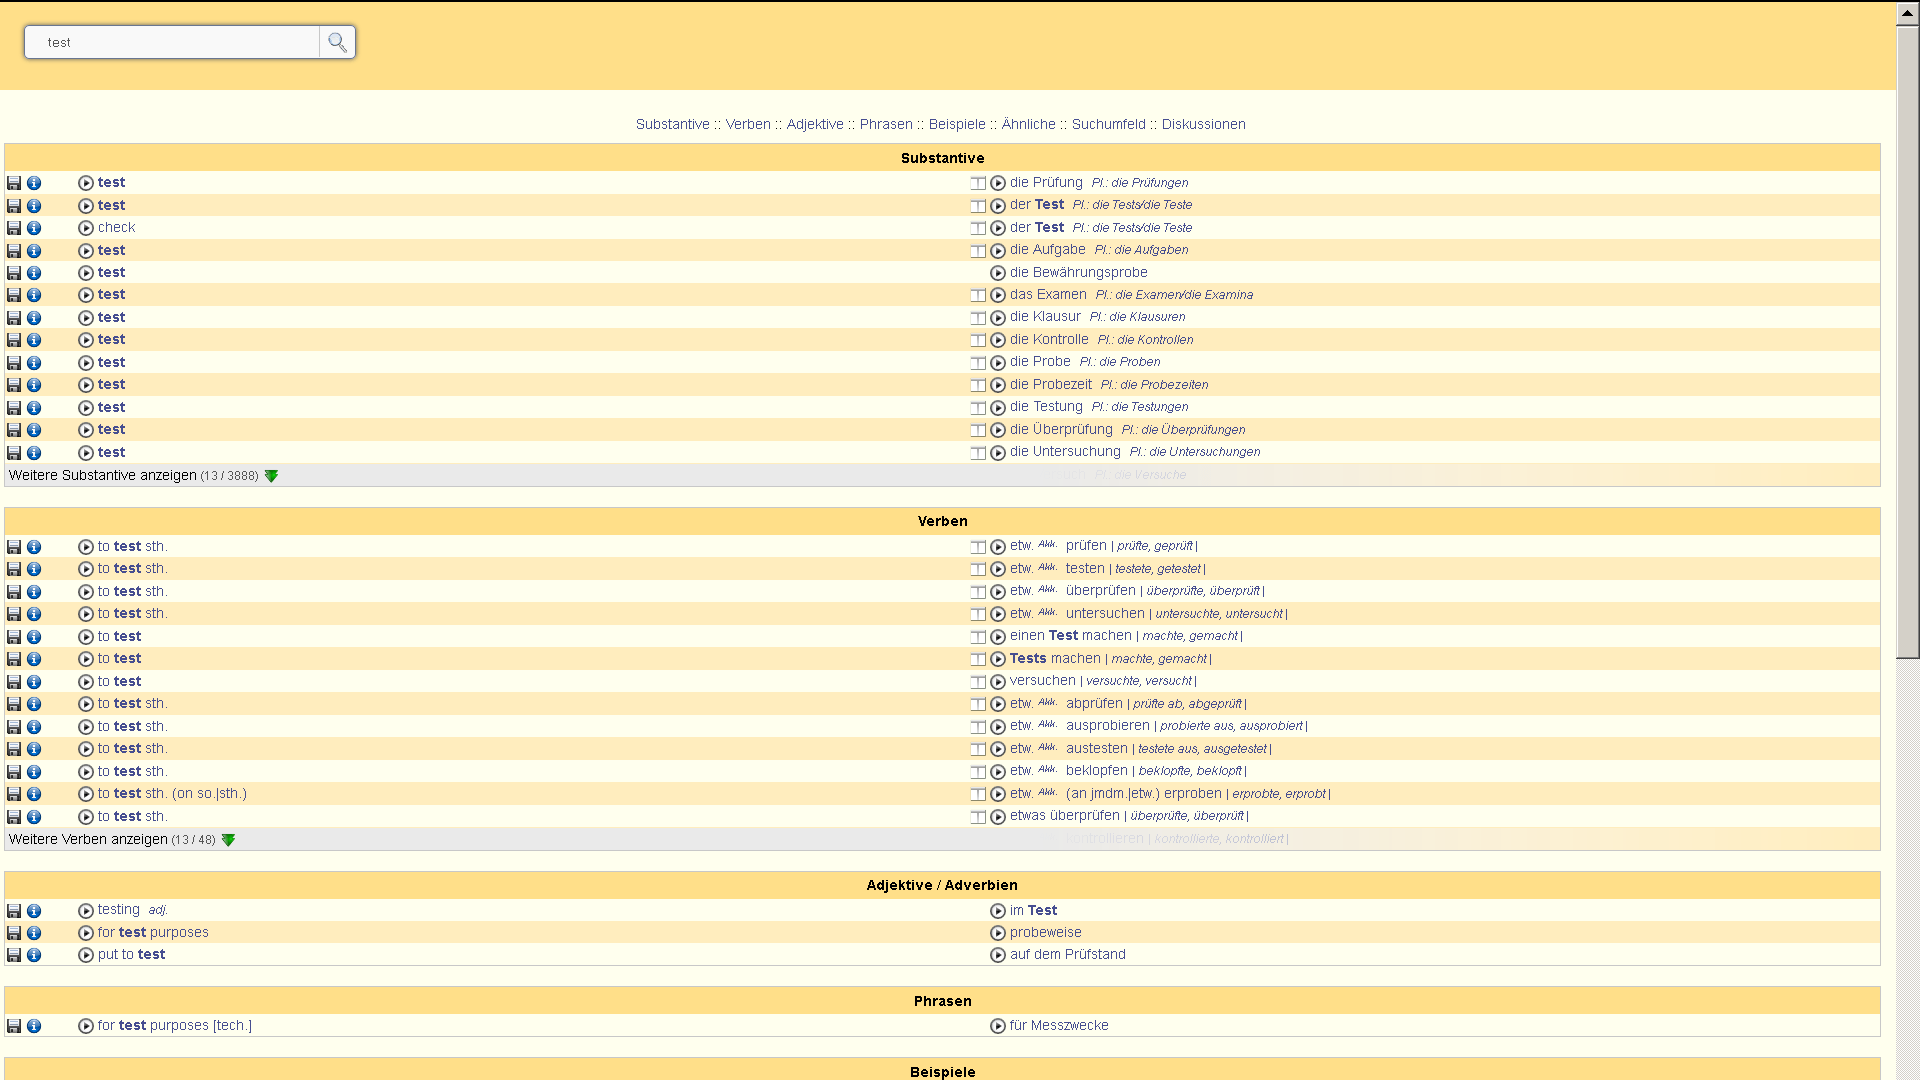 test
Substantive :: Verben :: Adjektive :: Phrasen :: Beispiele :: Ähnliche :: Suchumfeld :: Diskussionen
Substantive
test die Prüfung Pl.: die Prüfungen
test der Test Pl.: die Tests/die Teste
check der Test Pl.: die Tests/die Teste
test die Aufgabe Pl.: die Aufgaben
test die Bewährungsprobe
test das Examen Pl.: die Examen/die Examina
test die Klausur Pl.: die Klausuren
test die Kontrolle Pl.: die Kontrollen
test die Probe Pl.: die Proben
test die Probezeit Pl.: die Probezeiten
test die Testung Pl.: die Testungen
test die Überprüfung Pl.: die Überprüfungen
test die Untersuchung Pl.: die Untersuchungen
Weitere Substantive anzeigen (13 / 3888) Pl.: die Versuche
Verben
to test sth. etw. Akk. prüfen | prüfte, geprüft |
to test sth. etw. Akk. testen | testete, getestet |
to test sth. etw. Akk. überprüfen | überprüfte, überprüft |
to test sth. etw. Akk. untersuchen | untersuchte, untersucht |
to test einen Test machen | machte, gemacht |
to test Tests machen | machte, gemacht |
to test versuchen | versuchte, versucht |
to test sth. etw. Akk. abprüfen | prüfte ab, abgeprüft |
to test sth. etw. Akk. ausprobieren | probierte aus, ausprobiert |
to test sth. etw. Akk. austesten | testete aus, ausgetestet |
to test sth. etw. Akk. beklopfen | beklopfte, beklopft |
to test sth. (on so.|sth.) etw. Akk. (an jmdm.|etw.) erproben | erprobte, erprobt |
to test sth. etwas überprüfen | überprüfte, überprüft |
Weitere Verben anzeigen (13 / 48) kontrollieren | kontrollierte, kontrolliert |
Adjektive / Adverbien
testing adj. im Test
for test purposes probeweise
put to test auf dem Prüfstand
Phrasen
for test purposes [tech.] für Messzwecke
Beispiele